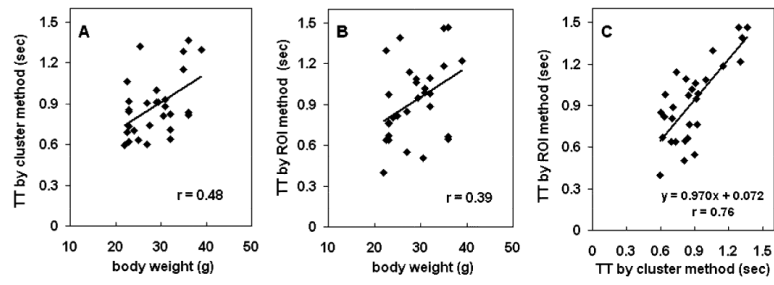 A
TT by cluster method (sec)
1.5
1.2
0.9
0.6
0.3
0
r = 0.48
10 20 30 40 50
body weight (g)
B
TT by ROI method (sec)
1.5
1.2
0.9
0.6
0.3
0
r = 0.39
10 20 30 40 50
body weight (g)
C
TT by ROI method (sec)
1.5
1.2
0.9
0.6
0.3
0
y = 0.970x + 0.072
r = 0.76
0 0.3 0.6 0.9 1.2 1.5
TT by cluster method (sec)